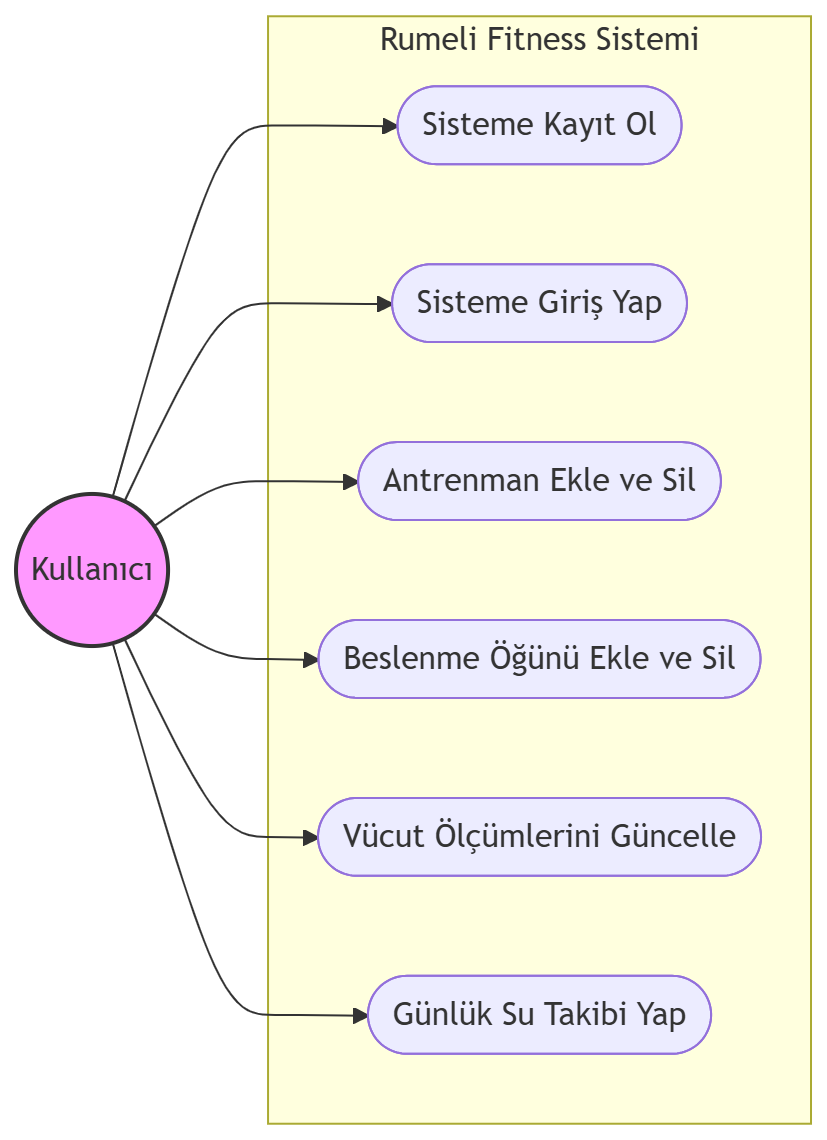 Rumeli Fitness Sistemi
Sisteme Kayıt Ol
Sisteme Giriş Yap
Antrenman Ekle ve Sil
Kullanıcı
Beslenme Öğünü Ekle ve Sil
Vücut Ölçümlerini Güncelle
Günlük Su Takibi Yap